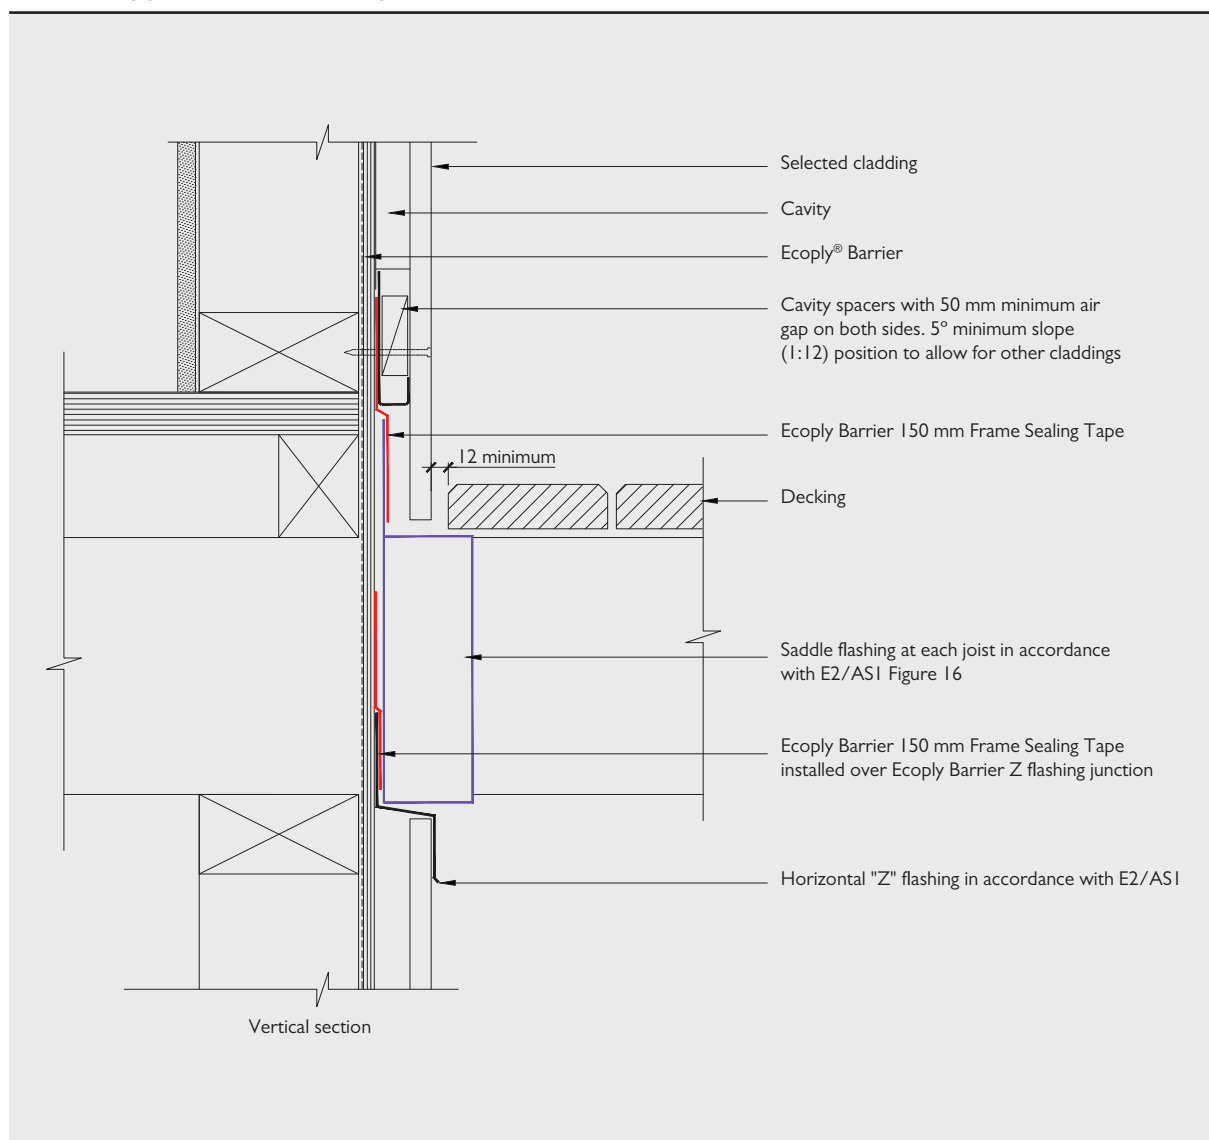 Selected cladding
Cavity
Ecoply® Barrier
Cavity spacers with 50 mm minimum air
gap on both sides. 5º minimum slope
(1:12) position to allow for other claddings
Ecoply Barrier 150 mm Frame Sealing Tape
12 minimum
Decking
Saddle flashing at each joist in accordance
with E2/AS1 Figure 16
Ecoply Barrier 150 mm Frame Sealing Tape
installed over Ecoply Barrier Z flashing junction
Horizontal "Z" flashing in accordance with E2/AS1
Vertical section